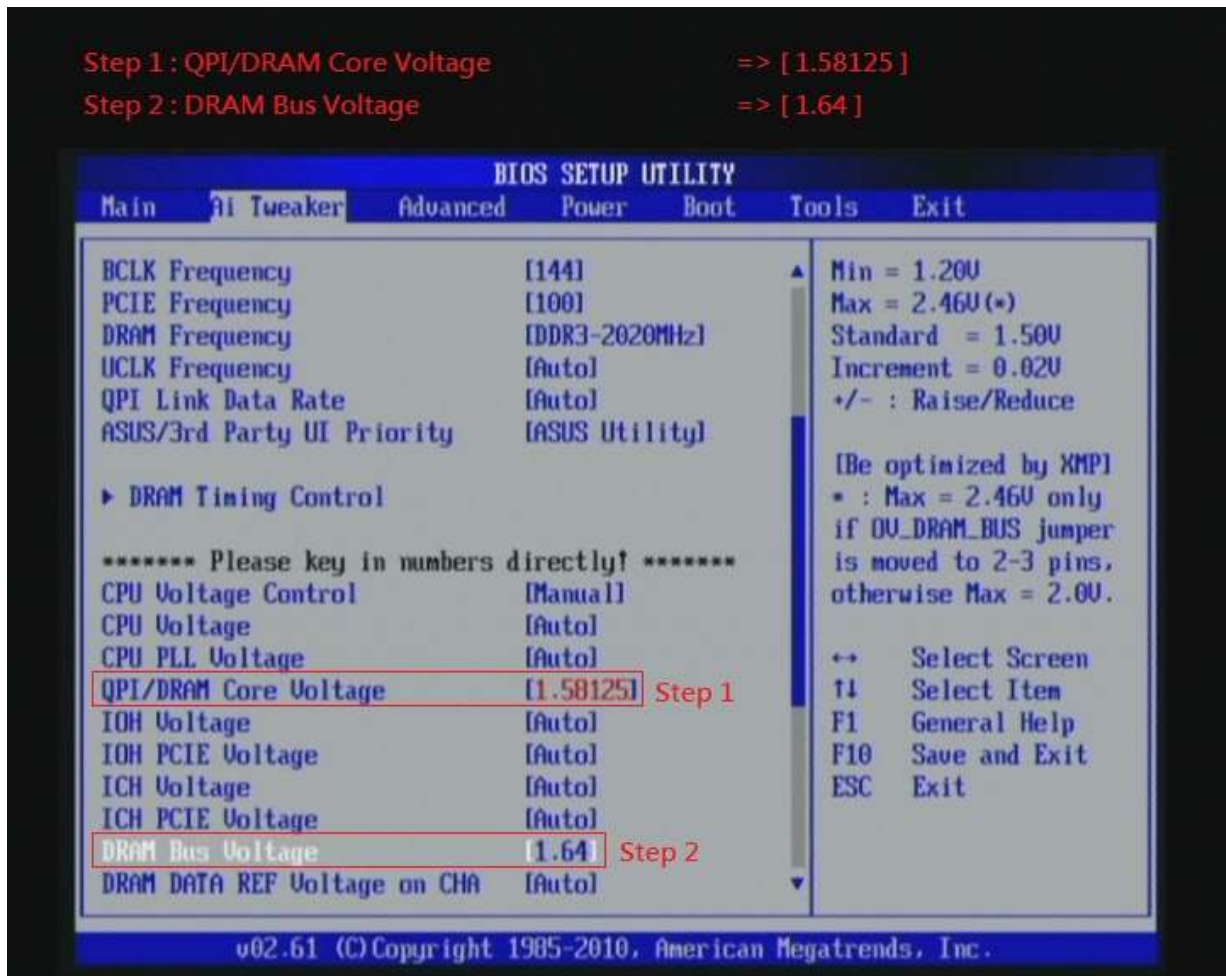 Step 1 : QPI/DRAM Core Voltage => [ 1.58125 ]
Step 2 : DRAM Bus Voltage => [ 1.64 ]
BIOS SETUP UTILITY
Main Ai Tweaker Advanced Power Boot Tools Exit
BCLK Frequency [144]
PCIE Frequency [100]
DRAM Frequency [DDR3-2020MHz]
UCLK Frequency [Auto]
QPI Link Data Rate [Auto]
ASUS/3rd Party UI Priority [ASUS Utility]
▶ DRAM Timing Control
******* Please key in numbers directly! *******
CPU Voltage Control [Manual]
CPU Voltage [Auto]
CPU PLL Voltage [Auto]
QPI/DRAM Core Voltage [1.58125] Step 1
IOH Voltage [Auto]
IOH PCIE Voltage [Auto]
ICH Voltage [Auto]
ICH PCIE Voltage [Auto]
DRAM Bus Voltage [1.64] Step 2
DRAM DATA REF Voltage on CHA [Auto]
Min = 1.20V
Max = 2.46V(*)
Standard = 1.50V
Increment = 0.02V
+/- : Raise/Reduce
[Be optimized by XMP]
* : Max = 2.46V only
if OV_DRAM_BUS jumper
is moved to 2-3 pins,
otherwise Max = 2.0V.
↔ Select Screen
↑↓ Select Item
F1 General Help
F10 Save and Exit
ESC Exit
v02.61 (C)Copyright 1985-2010, American Megatrends, Inc.